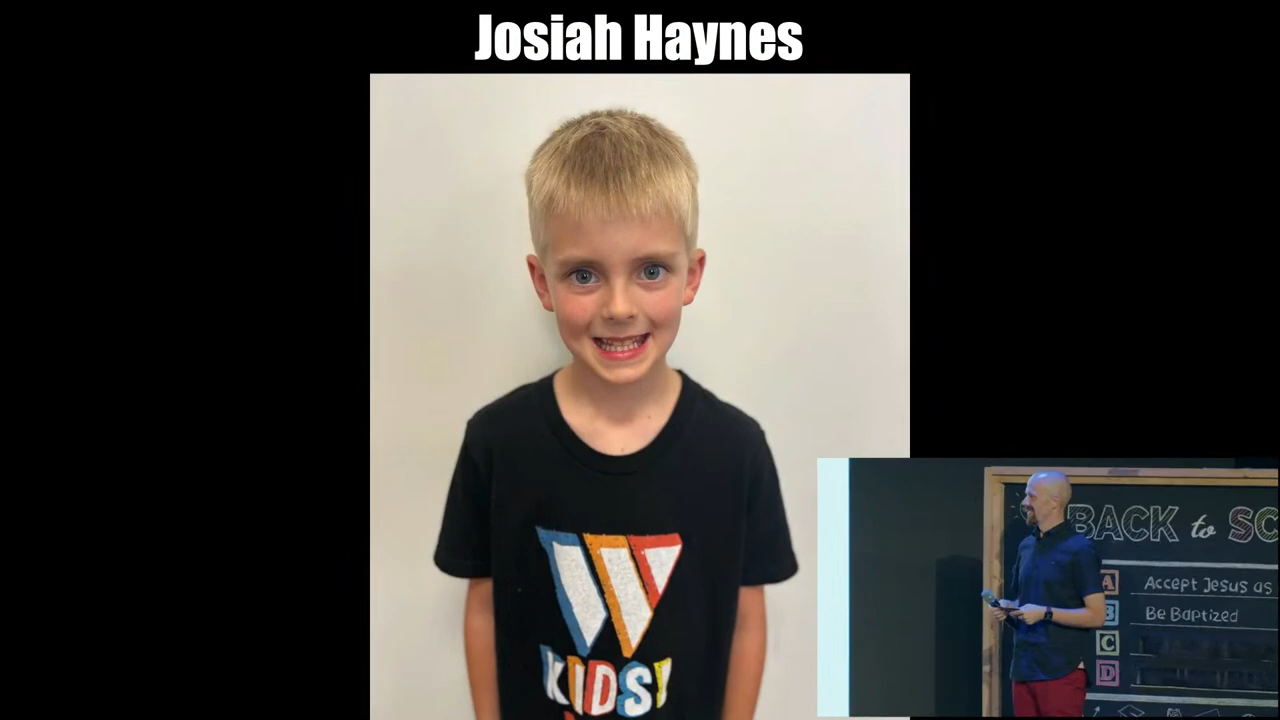 Josiah Haynes
W
KIDS!
BACK to SC
A Accept Jesus as
B Be Baptized
C
D